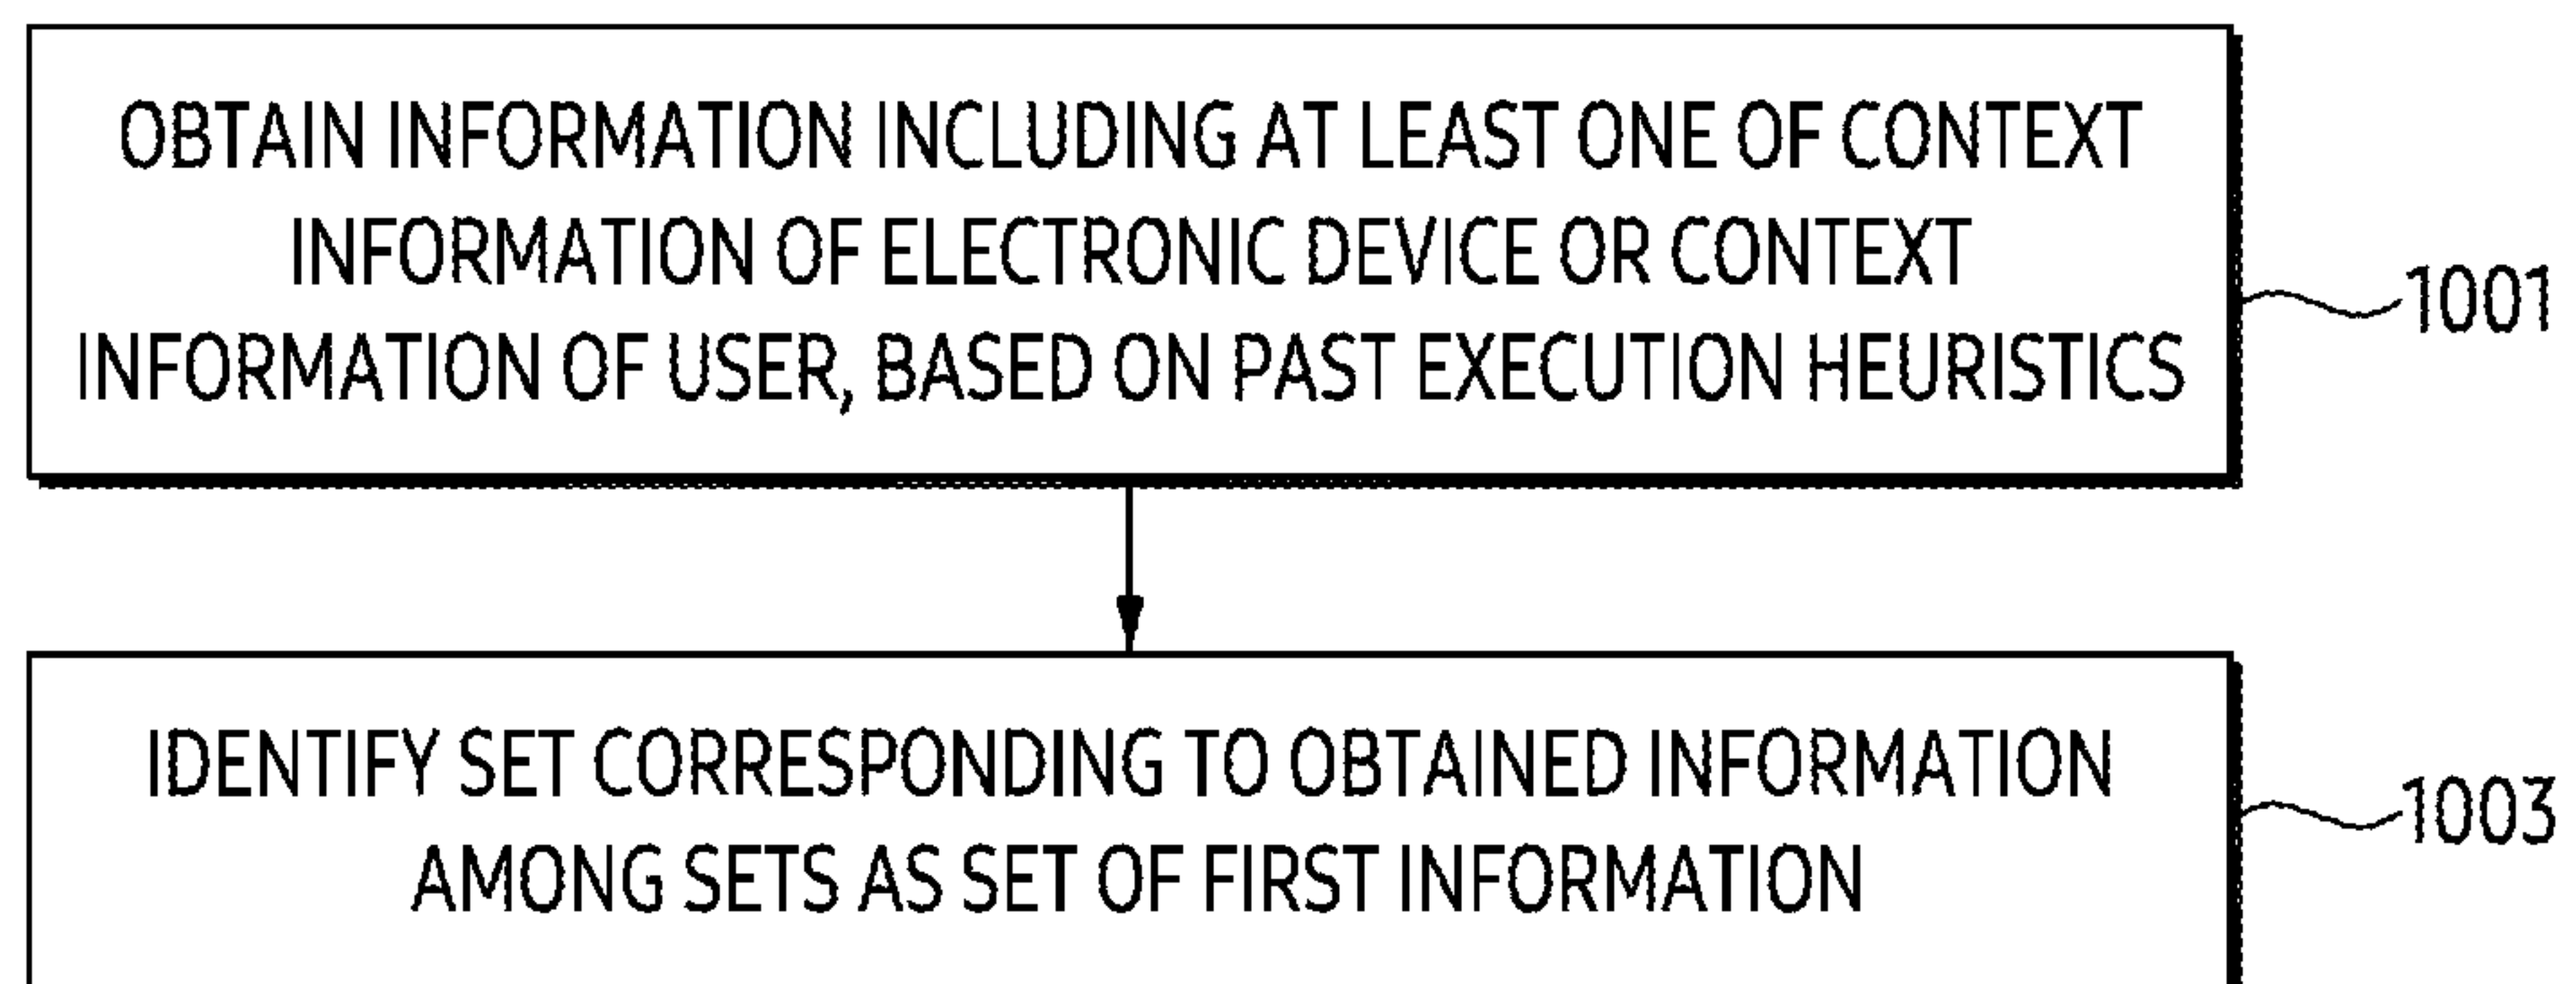 OBTAIN INFORMATION INCLUDING AT LEAST ONE OF CONTEXT
INFORMATION OF ELECTRONIC DEVICE OR CONTEXT
INFORMATION OF USER, BASED ON PAST EXECUTION HEURISTICS
1001
IDENTIFY SET CORRESPONDING TO OBTAINED INFORMATION
AMONG SETS AS SET OF FIRST INFORMATION
1003